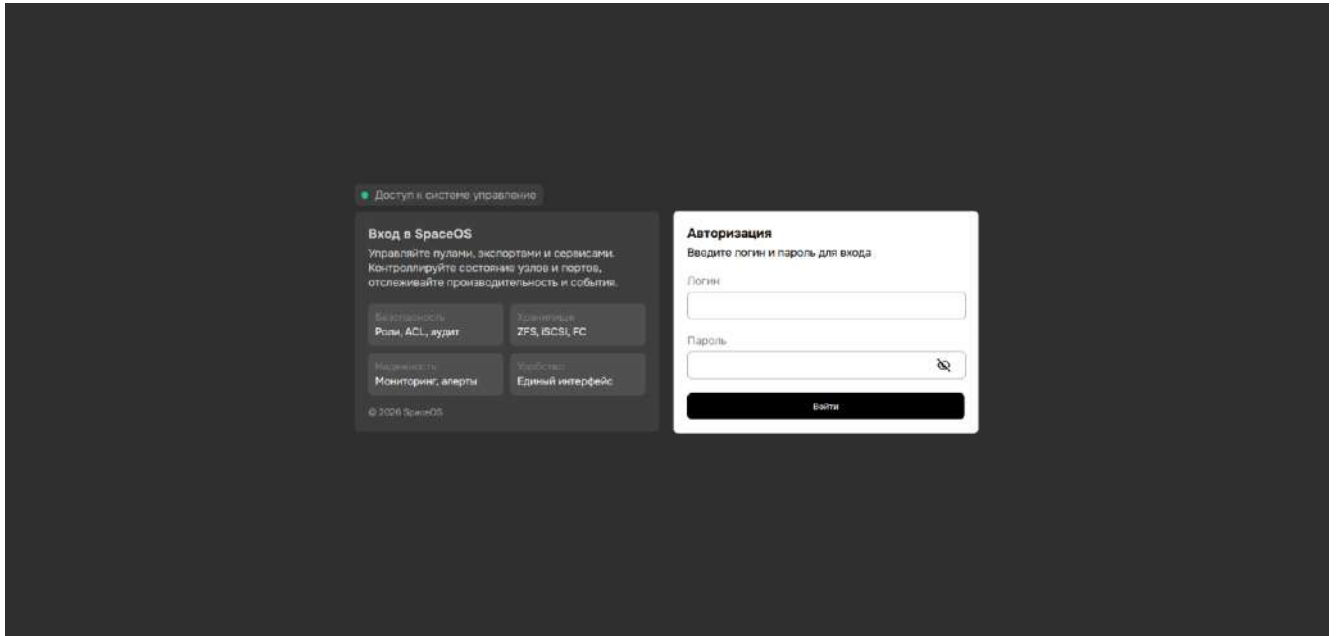 Доступ к системе управление
Вход в SpaceOS
Управляйте пулами, экспортами и сервисами.
Контроллируйте состояние узлов и портов,
отслеживайте производительность и события.
Безопасность
Роли, ACL, аудит
Хранилище
ZFS, iSCSI, FC
Надежность
Мониторинг, алерты
Удобство
Единый интерфейс
© 2026 SpaceOS
Авторизация
Введите логин и пароль для входа
Логин
Пароль
Войти